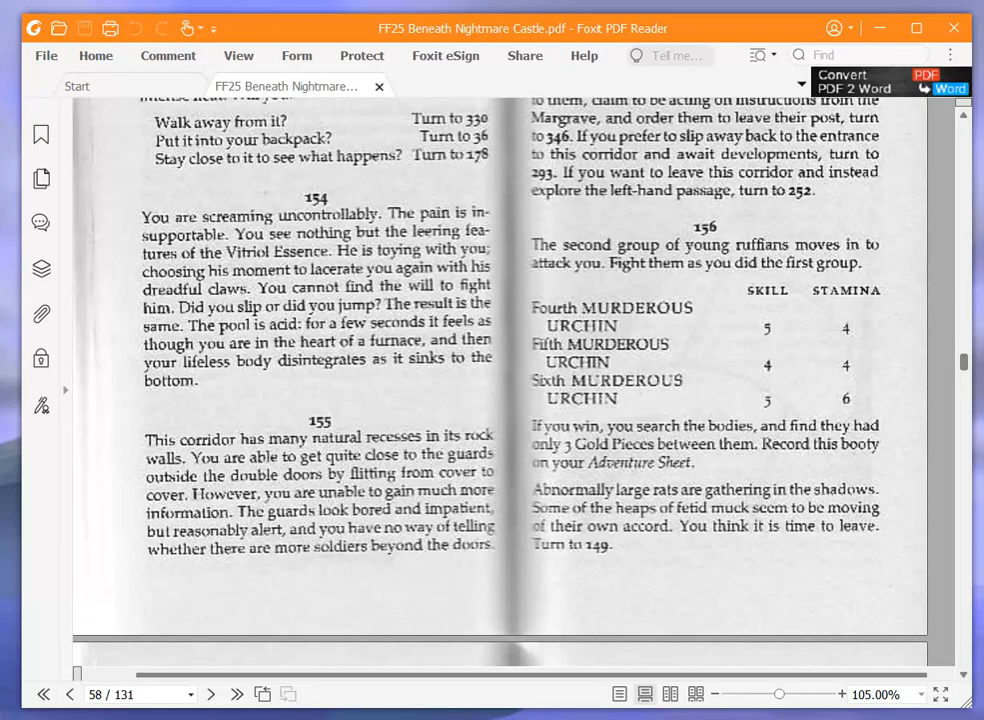 FF25 Beneath Nightmare Castle.pdf - Foxit PDF Reader
File Home Comment View Form Protect Foxit eSign Share Help Tell me... Find
Start FF25 Beneath Nightmare... Convert PDF
PDF 2 Word Word
Walk away from it? Turn to 330
Put it into your backpack? Turn to 36
Stay close to it to see what happens? Turn to 178
154
You are screaming uncontrollably. The pain is in-
supportable. You see nothing but the leering fea-
tures of the Vitriol Essence. He is toying with you;
choosing his moment to lacerate you again with his
dreadful claws. You cannot find the will to fight
him. Did you slip or did you jump? The result is the
same. The pool is acid: for a few seconds it feels as
though you are in the heart of a furnace, and then
your lifeless body disintegrates as it sinks to the
bottom.
155
This corridor has many natural recesses in its rock
walls. You are able to get quite close to the guards
outside the double doors by flitting from cover to
cover. However, you are unable to gain much more
information. The guards look bored and impatient,
but reasonably alert, and you have no way of telling
whether there are more soldiers beyond the doors.
to them, claim to be acting on instructions from the
Margrave, and order them to leave their post, turn
to 346. If you prefer to slip away back to the entrance
to this corridor and await developments, turn to
293. If you want to leave this corridor and instead
explore the left-hand passage, turn to 252.
156
The second group of young ruffians moves in to
attack you. Fight them as you did the first group.
SKILL STAMINA
Fourth MURDEROUS
URCHIN 5 4
Fifth MURDEROUS
URCHIN 4 4
Sixth MURDEROUS
URCHIN 5 6
If you win, you search the bodies, and find they had
only 3 Gold Pieces between them. Record this booty
on your Adventure Sheet.
Abnormally large rats are gathering in the shadows.
Some of the heaps of fetid muck seem to be moving
of their own accord. You think it is time to leave.
Turn to 149.
58 / 131 105.00%